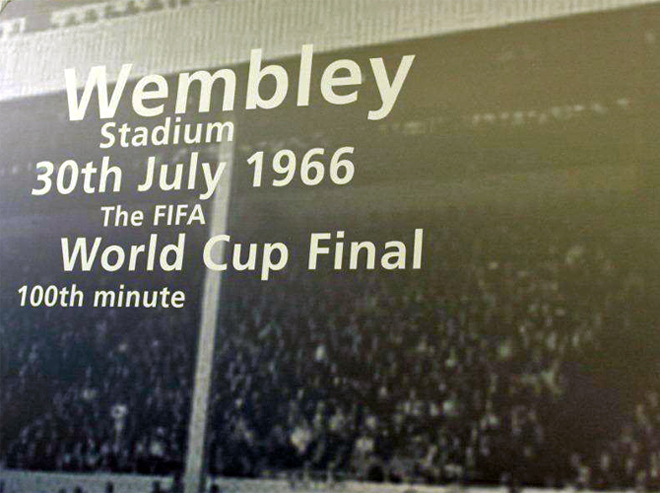 Wembley
Stadium
30th July 1966
The FIFA
World Cup Final
100th minute